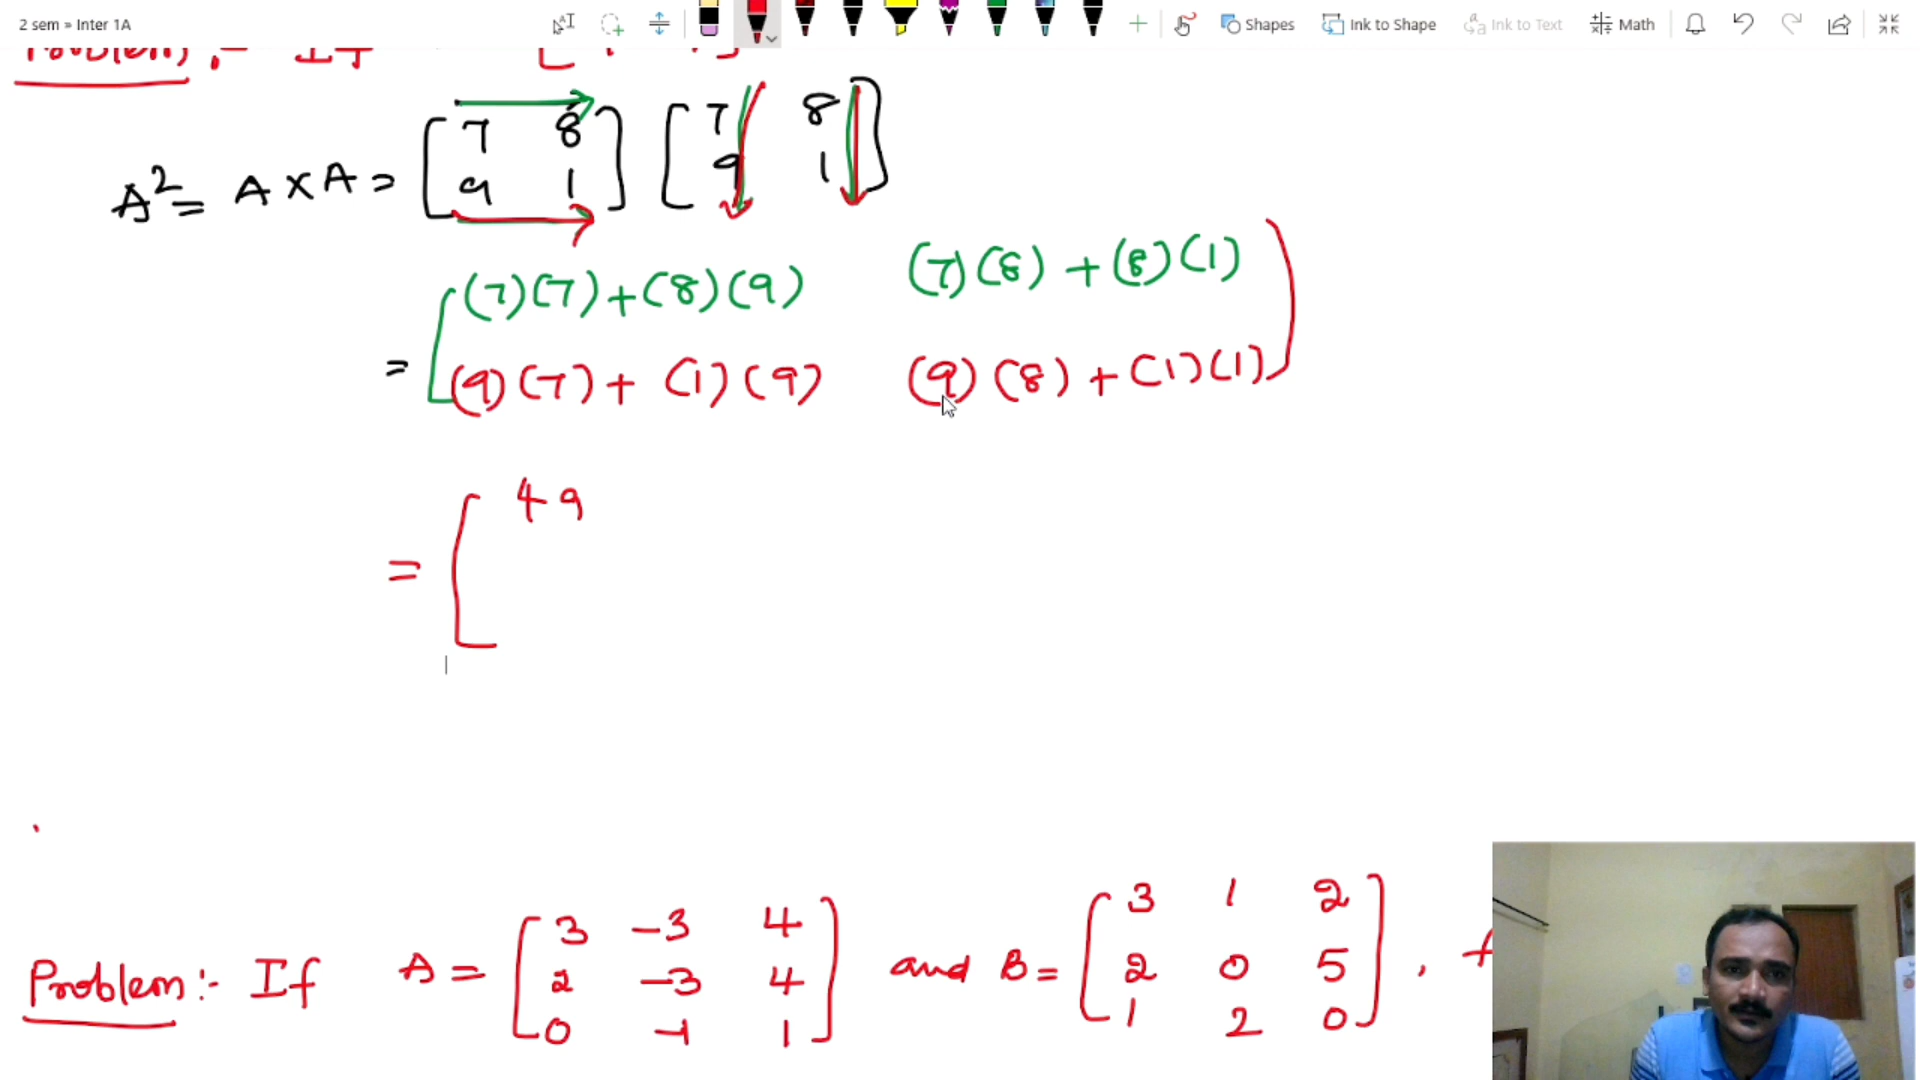 2 sem » Inter 1A Shapes Ink to Shape Ink to Text Math
Problem :- If
A² = A × A = [7 8 [7 8
9 1] 9 1]
= [(7)(7)+(8)(9) (7)(8)+(8)(1)
(9)(7)+(1)(9) (9)(8)+(1)(1)]
= [49
Problem:- If A = [3 -3 4 and B = [3 1 2
2 -3 4 2 0 5
0 -1 1] 1 2 0],